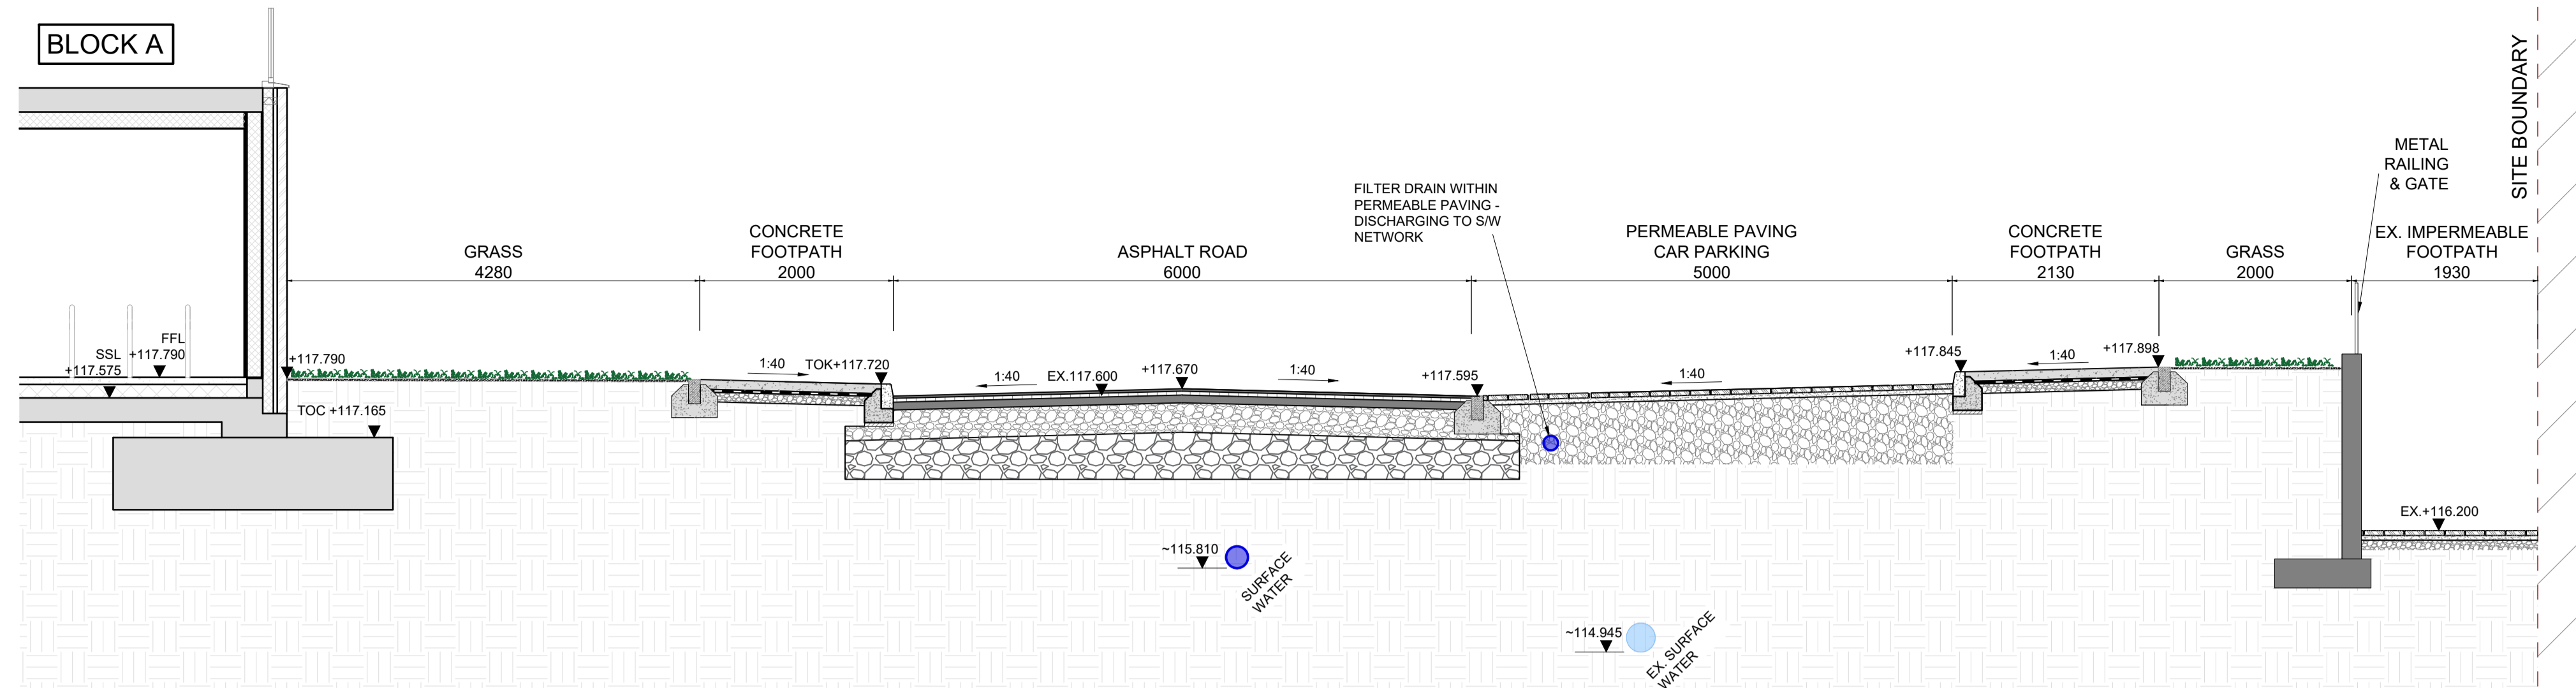 BLOCK A
SITE BOUNDARY
METAL
RAILING
& GATE
FILTER DRAIN WITHIN
PERMEABLE PAVING -
DISCHARGING TO S/W
NETWORK
GRASS
4280
CONCRETE
FOOTPATH
2000
ASPHALT ROAD
6000
PERMEABLE PAVING
CAR PARKING
5000
CONCRETE
FOOTPATH
2130
GRASS
2000
EX. IMPERMEABLE
FOOTPATH
1930
SSL
+117.575
FFL
+117.790
+117.790
TOC +117.165
1:40
TOK+117.720
1:40
EX.117.600
+117.670
1:40
+117.595
1:40
+117.845
1:40
+117.898
EX.+116.200
~115.810
SURFACE
WATER
~114.945
EX. SURFACE
WATER